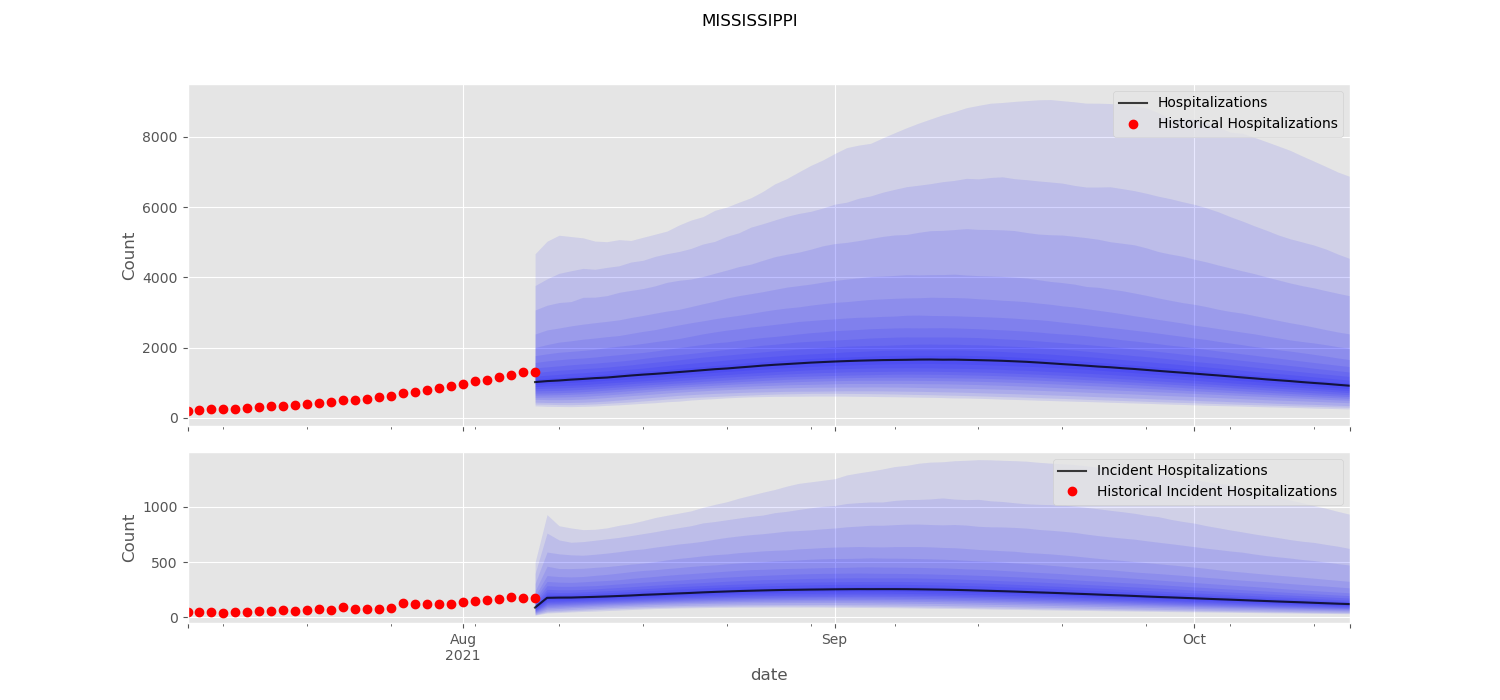 MISSISSIPPI
Hospitalizations
Historical Hospitalizations
8000
6000
4000
2000
0
Count
Incident Hospitalizations
Historical Incident Hospitalizations
1000
500
0
Count
Aug
2021
Sep
Oct
date